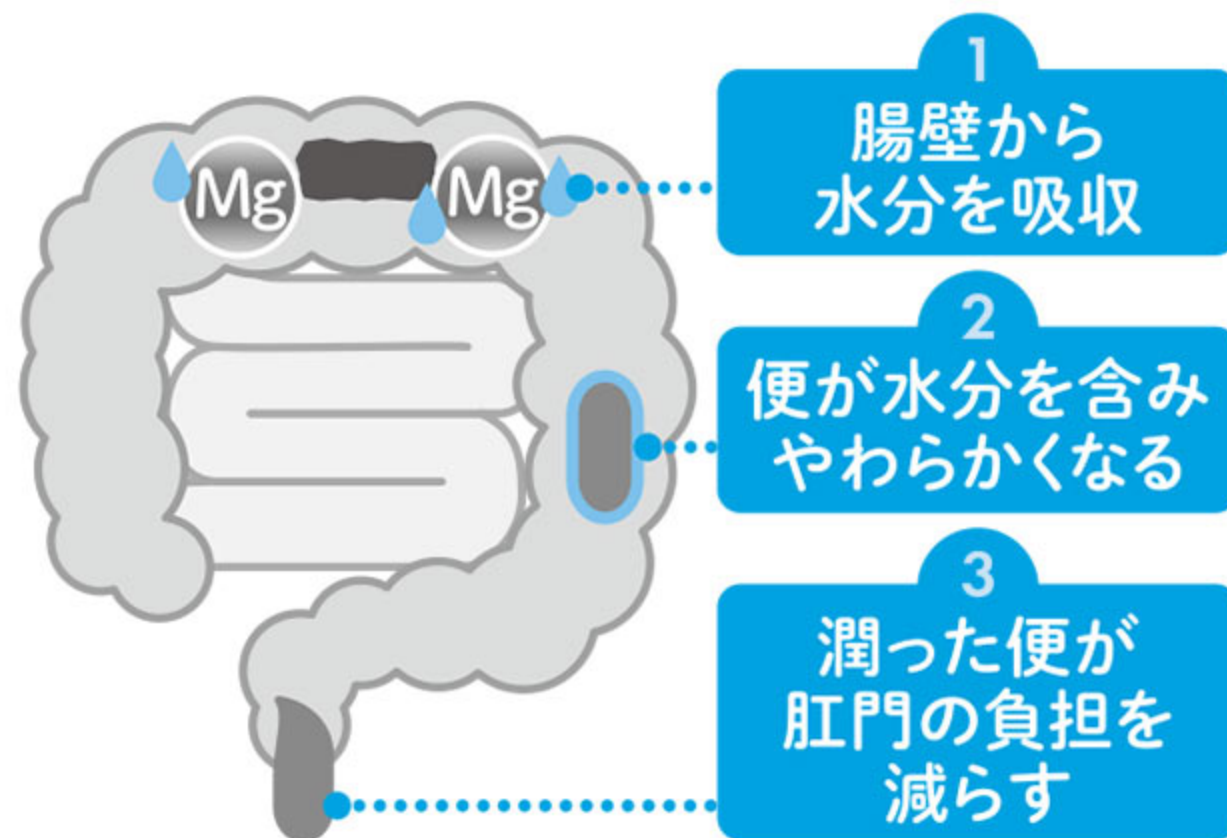 Mg
Mg
1
腸壁から
水分を吸収
2
便が水分を含み
やわらかくなる
3
潤った便が
肛門の負担を
減らす